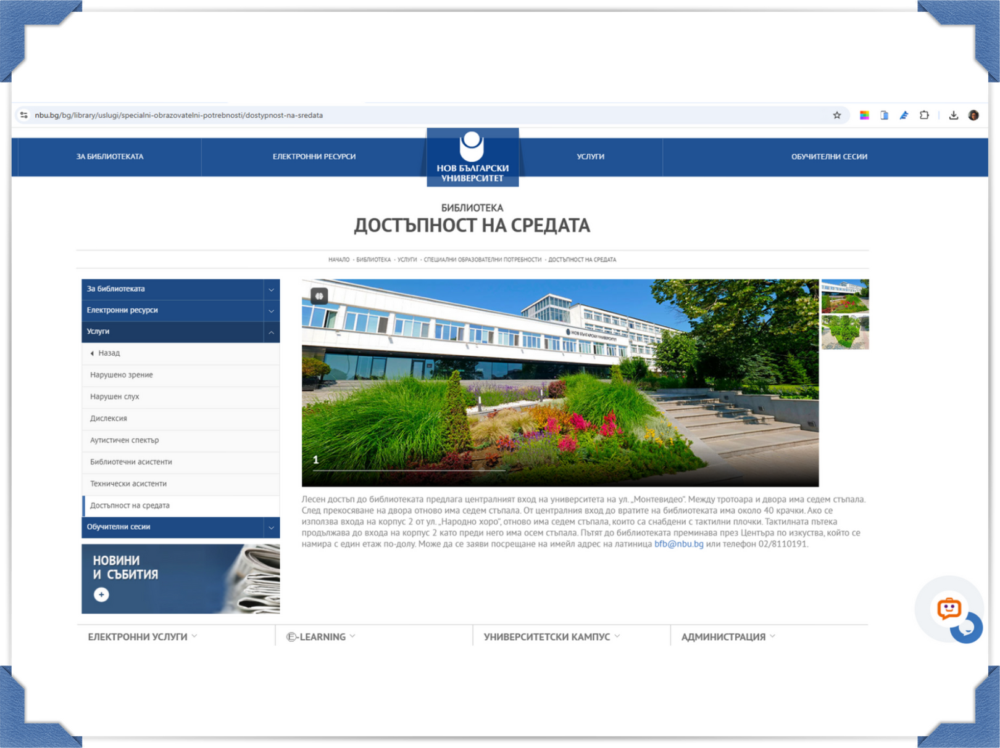 nbu.bg/bg/library/uslugi/specialni-obrazovatelni-potrebnosti/dostypnost-na-sredata
ЗА БИБЛИОТЕКАТА
ЕЛЕКТРОННИ РЕСУРСИ
НОВ БЪЛГАРСКИ
УНИВЕРСИТЕТ
УСЛУГИ
ОБУЧИТЕЛНИ СЕСИИ
БИБЛИОТЕКА
ДОСТЪПНОСТ НА СРЕДАТА
НАЧАЛО - БИБЛИОТЕКА - УСЛУГИ - СПЕЦИАЛНИ ОБРАЗОВАТЕЛНИ ПОТРЕБНОСТИ - ДОСТЪПНОСТ НА СРЕДАТА
За библиотеката
Електронни ресурси
Услуги
Назад
Нарушено зрение
Нарушен слух
Дислексия
Аутистичен спектър
Библиотечни асистенти
Технически асистенти
Достъпност на средата
Обучителни сесии
НОВИНИ
И СЪБИТИЯ
НОВ БЪЛГАРСКИ УНИВЕРСИТЕТ
1
Лесен достъп до библиотеката предлага централният вход на университета на ул. „Монтевидео". Между тротоара и двора има седем стъпала.
След прекосяване на двора отново има седем стъпала. От централния вход до вратите на библиотеката има около 40 крачки. Ако се
използва входа на корпус 2 от ул. „Народно хоро", отново има седем стъпала, които са снабдени с тактилни плочки. Тактилната пътека
продължава до входа на корпус 2 като преди него има осем стъпала. Пътят до библиотеката преминава през Центъра по изкуства, който се
намира с един етаж по-долу. Може да се заяви посрещане на имейл адрес на латиница bfb@nbu.bg или телефон 02/8110191.
ЕЛЕКТРОННИ УСЛУГИ
E-LEARNING
УНИВЕРСИТЕТСКИ КАМПУС
АДМИНИСТРАЦИЯ